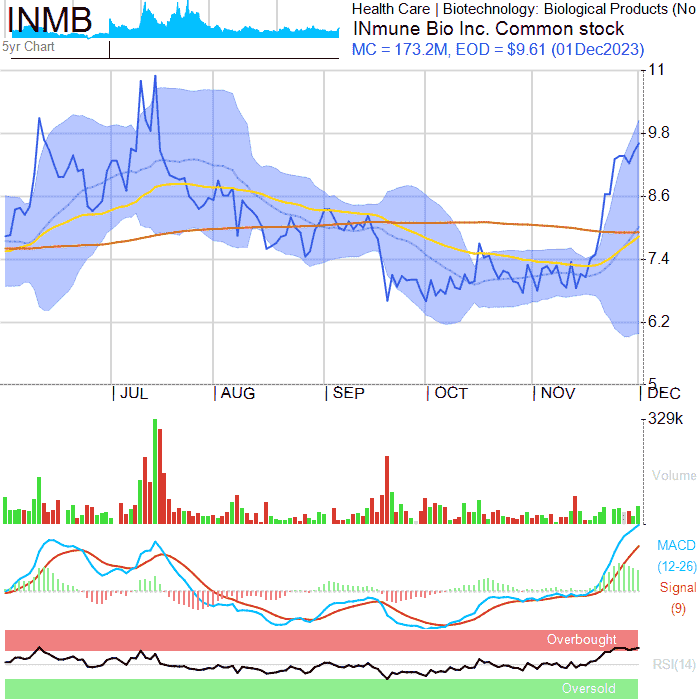 INMB
5yr Chart
Health Care | Biotechnology: Biological Products (No
INmune Bio Inc. Common stock
MC = 173.2M, EOD = $9.61 (01Dec2023)
11
9.8
8.6
7.4
6.2
5
JUL AUG SEP OCT NOV DEC
329k
Volume
MACD
(12-26)
Signal
(9)
Overbought
RSI(14)
Oversold